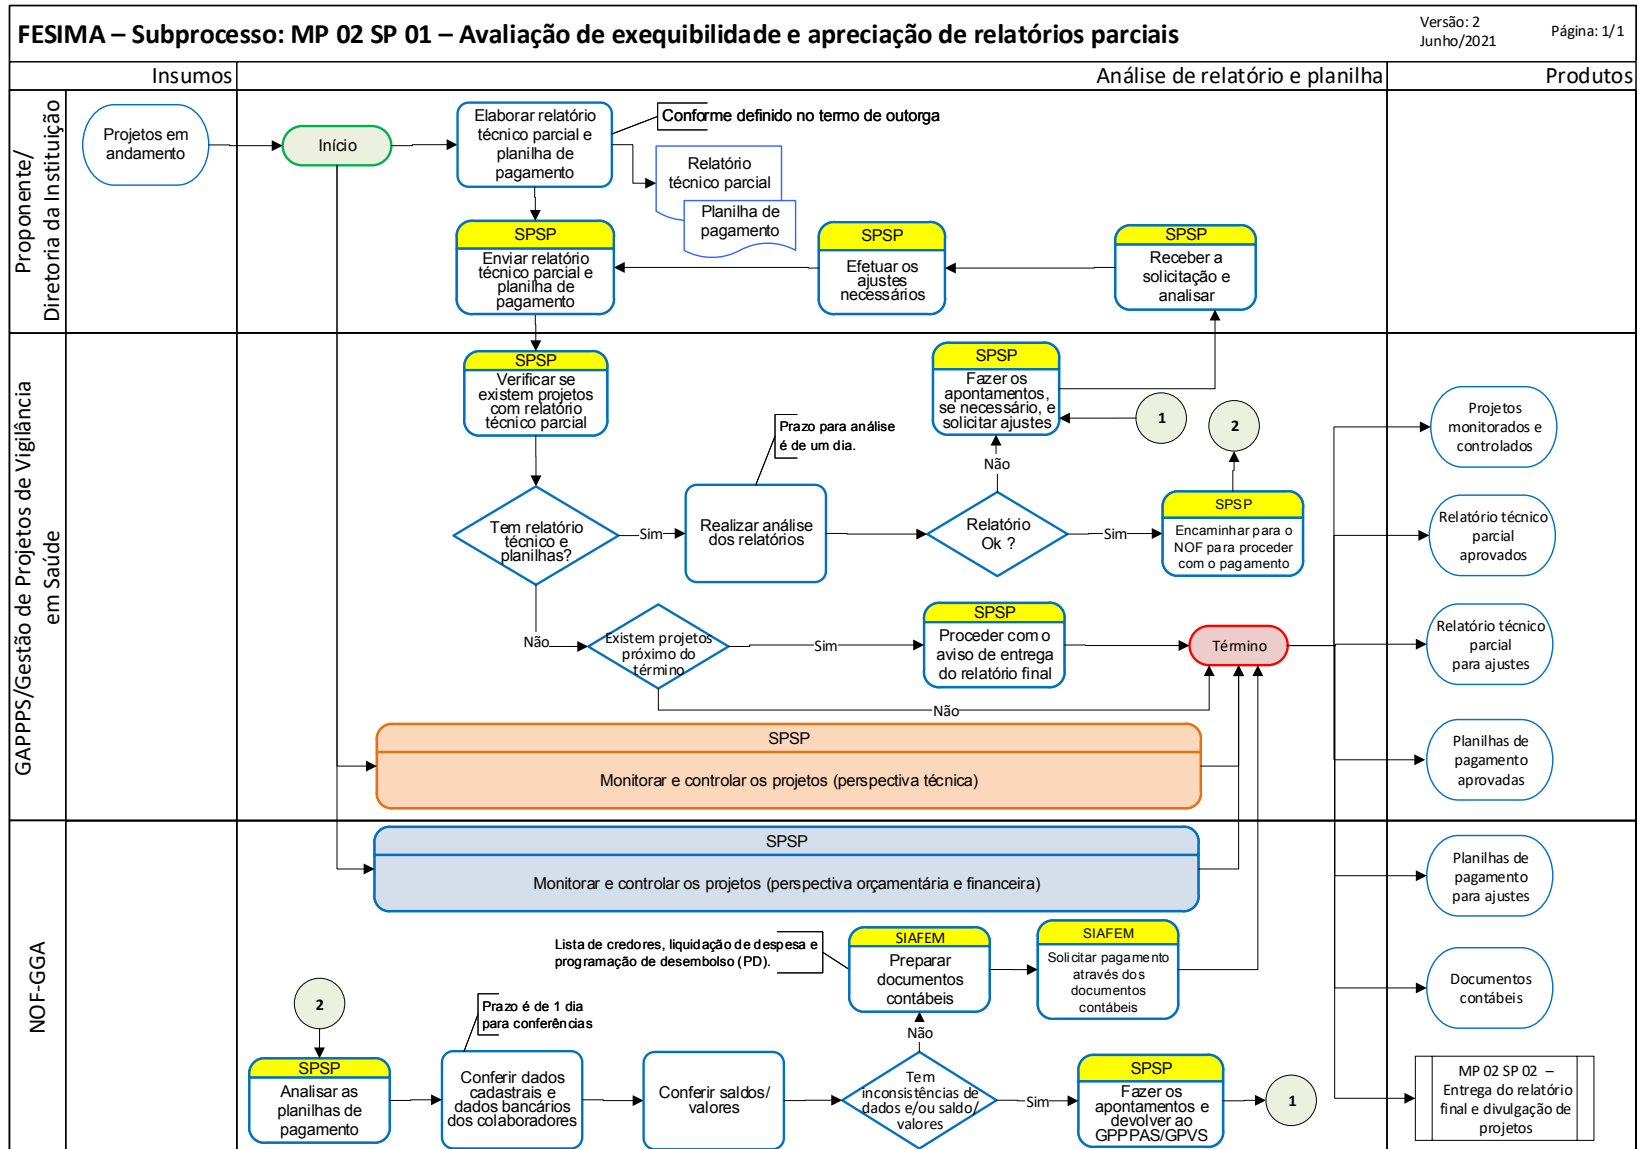 FESIMA – Subprocesso: MP 02 SP 01 – Avaliação de exequibilidade e apreciação de relatórios parciais
Versão: 2
Junho/2021
Página: 1/1
Insumos
Análise de relatório e planilha
Produtos
Proponente/
Diretoria da Instituição
Projetos em
andamento
Início
Elaborar relatório
técnico parcial e
planilha de
pagamento
Conforme definido no termo de outorga
Relatório
técnico parcial
Planilha de
pagamento
SPSP
Enviar relatório
técnico parcial e
planilha de
pagamento
SPSP
Efetuar os
ajustes
necessários
SPSP
Receber a
solicitação e
analisar
GAPPPS/Gestão de Projetos de Vigilância
em Saúde
SPSP
Verificar se
existem projetos
com relatório
técnico parcial
Prazo para análise
é de um dia.
SPSP
Fazer os
apontamentos,
se necessário, e
solicitar ajustes
1
2
Não
Tem relatório
técnico e
planilhas?
Sim
Realizar análise
dos relatórios
Relatório
Ok ?
Sim
SPSP
Encaminhar para o
NOF para proceder
com o pagamento
Não
Existem projetos
próximo do
término
Sim
SPSP
Proceder com o
aviso de entrega
do relatório final
Término
Não
SPSP
Monitorar e controlar os projetos (perspectiva técnica)
Projetos
monitorados e
controlados
Relatório técnico
parcial
aprovados
Relatório técnico
parcial
para ajustes
Planilhas de
pagamento
aprovadas
NOF-GGA
SPSP
Monitorar e controlar os projetos (perspectiva orçamentária e financeira)
Lista de credores, liquidação de despesa e
programação de desembolso (PD).
SIAFEM
Preparar
documentos
contábeis
SIAFEM
Solicitar pagamento
através dos
documentos
contábeis
2
Prazo é de 1 dia
para conferências
Não
SPSP
Analisar as
planilhas de
pagamento
Conferir dados
cadastrais e
dados bancários
dos colaboradores
Conferir saldos/
valores
Tem
inconsistências de
dados e/ou saldo/
valores
Sim
SPSP
Fazer os
apontamentos e
devolver ao
GPPPAS/GPVS
1
Planilhas de
pagamento
para ajustes
Documentos
contábeis
MP 02 SP 02 –
Entrega do relatório
final e divulgação de
projetos